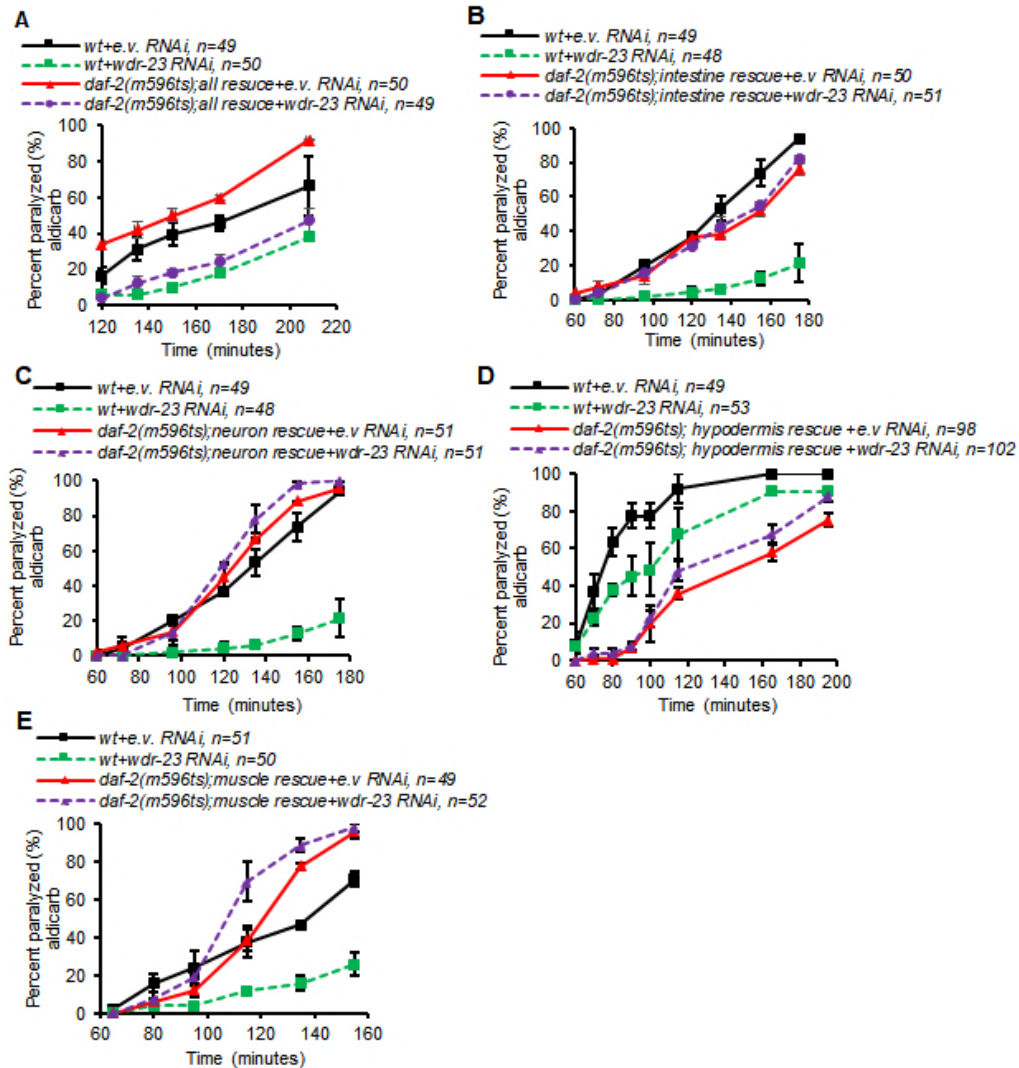 A
wt+e.v. RNAi, n=49
wt+wdr-23 RNAi, n=50
daf-2(m596ts);all resuce+e.v. RNAi, n=50
daf-2(m596ts);all resuce+wdr-23 RNAi, n=49
Percent paralyzed (%)
aldicarb
100
80
60
40
20
0
120 140 160 180 200 220
Time (minutes)
B
wt+e.v. RNAi, n=49
wt+wdr-23 RNAi, n=48
daf-2(m596ts);intestine rescue+e.v RNAi, n=50
daf-2(m596ts);intestine rescue+wdr-23 RNAi, n=51
Percent paralyzed (%)
aldicarb
100
80
60
40
20
0
60 80 100 120 140 160 180
Time (minutes)
C
wt+e.v. RNAi, n=49
wt+wdr-23 RNAi, n=48
daf-2(m596ts);neuron rescue+e.v RNAi, n=51
daf-2(m596ts);neuron rescue+wdr-23 RNAi, n=51
Percent paralyzed (%)
aldicarb
100
80
60
40
20
0
60 80 100 120 140 160 180
Time (minutes)
D
wt+e.v. RNAi, n=49
wt+wdr-23 RNAi, n=53
daf-2(m596ts); hypodermis rescue +e.v RNAi, n=98
daf-2(m596ts); hypodermis rescue +wdr-23 RNAi, n=102
Percent paralyzed (%)
aldicarb
100
80
60
40
20
0
60 80 100 120 140 160 180 200
Time (minutes)
E
wt+e.v. RNAi, n=51
wt+wdr-23 RNAi, n=50
daf-2(m596ts);muscle rescue+e.v RNAi, n=49
daf-2(m596ts);muscle rescue+wdr-23 RNAi, n=52
Percent paralyzed (%)
aldicarb
100
80
60
40
20
0
60 80 100 120 140 160
Time (minutes)